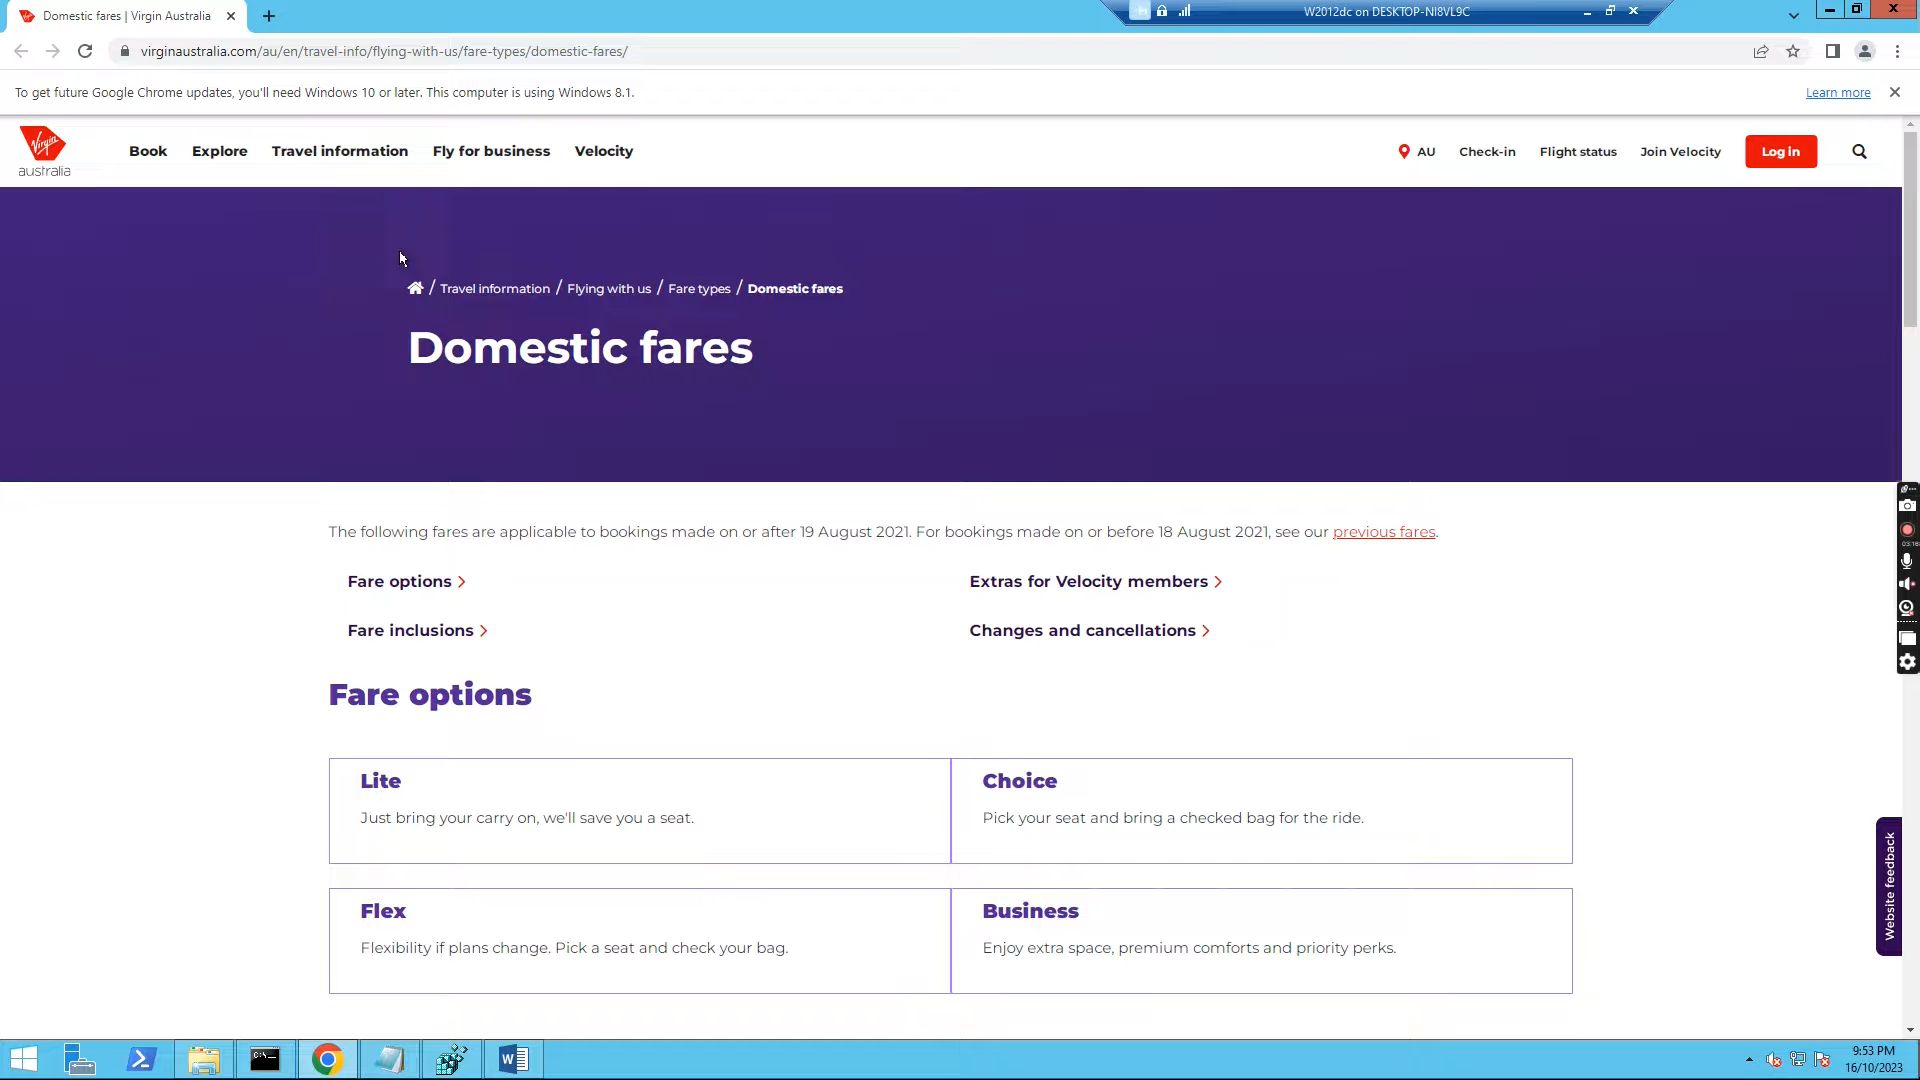 Domestic fares | Virgin Australia
W2012dc on DESKTOP-NI8VL9C
virginaustralia.com/au/en/travel-info/flying-with-us/fare-types/domestic-fares/
To get future Google Chrome updates, you'll need Windows 10 or later. This computer is using Windows 8.1.
Learn more
Virgin
australia
Book
Explore
Travel information
Fly for business
Velocity
AU
Check-in
Flight status
Join Velocity
Log in
/ Travel information / Flying with us / Fare types / Domestic fares
Domestic fares
The following fares are applicable to bookings made on or after 19 August 2021. For bookings made on or before 18 August 2021, see our previous fares.
Fare options
Extras for Velocity members
Fare inclusions
Changes and cancellations
Fare options
Lite
Just bring your carry on, we'll save you a seat.
Choice
Pick your seat and bring a checked bag for the ride.
Flex
Flexibility if plans change. Pick a seat and check your bag.
Business
Enjoy extra space, premium comforts and priority perks.
Website feedback
9:53 PM
16/10/2023